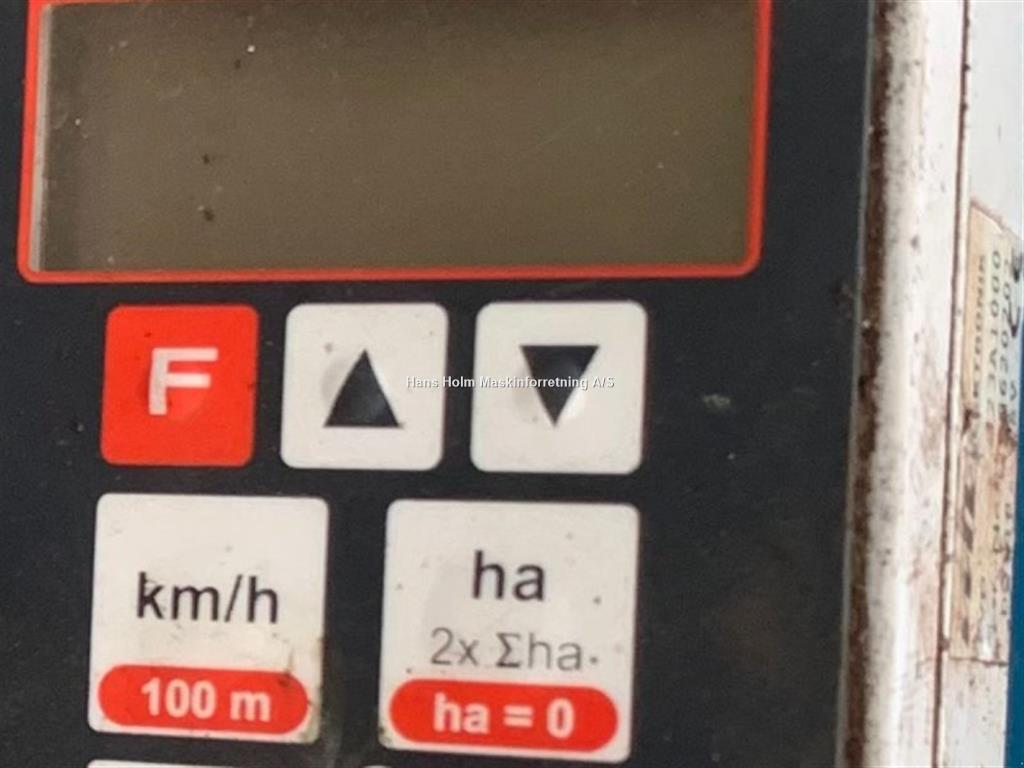 F
Hans Holm Maskinforretning A/S
km/h
100 m
ha
2x Σha
ha = 0